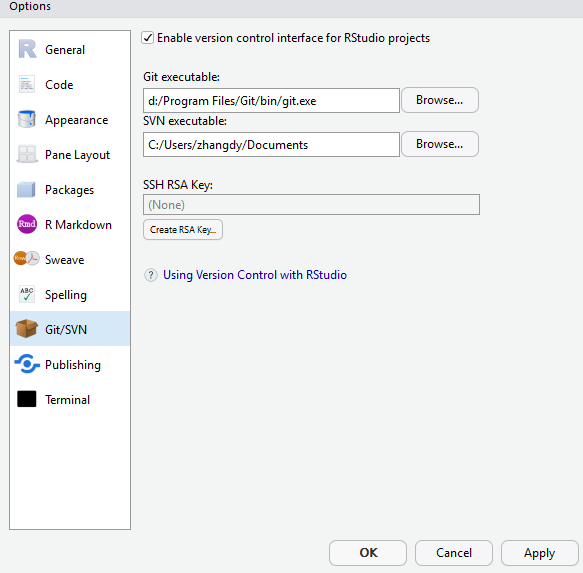 Options
General
Code
Appearance
Pane Layout
Packages
Rmd R Markdown
Sweave
ABC Spelling
Git/SVN
Publishing
Terminal
Enable version control interface for RStudio projects
Git executable:
d:/Program Files/Git/bin/git.exe Browse...
SVN executable:
C:/Users/zhangdy/Documents Browse...
SSH RSA Key:
(None)
Create RSA Key...
? Using Version Control with RStudio
OK Cancel Apply